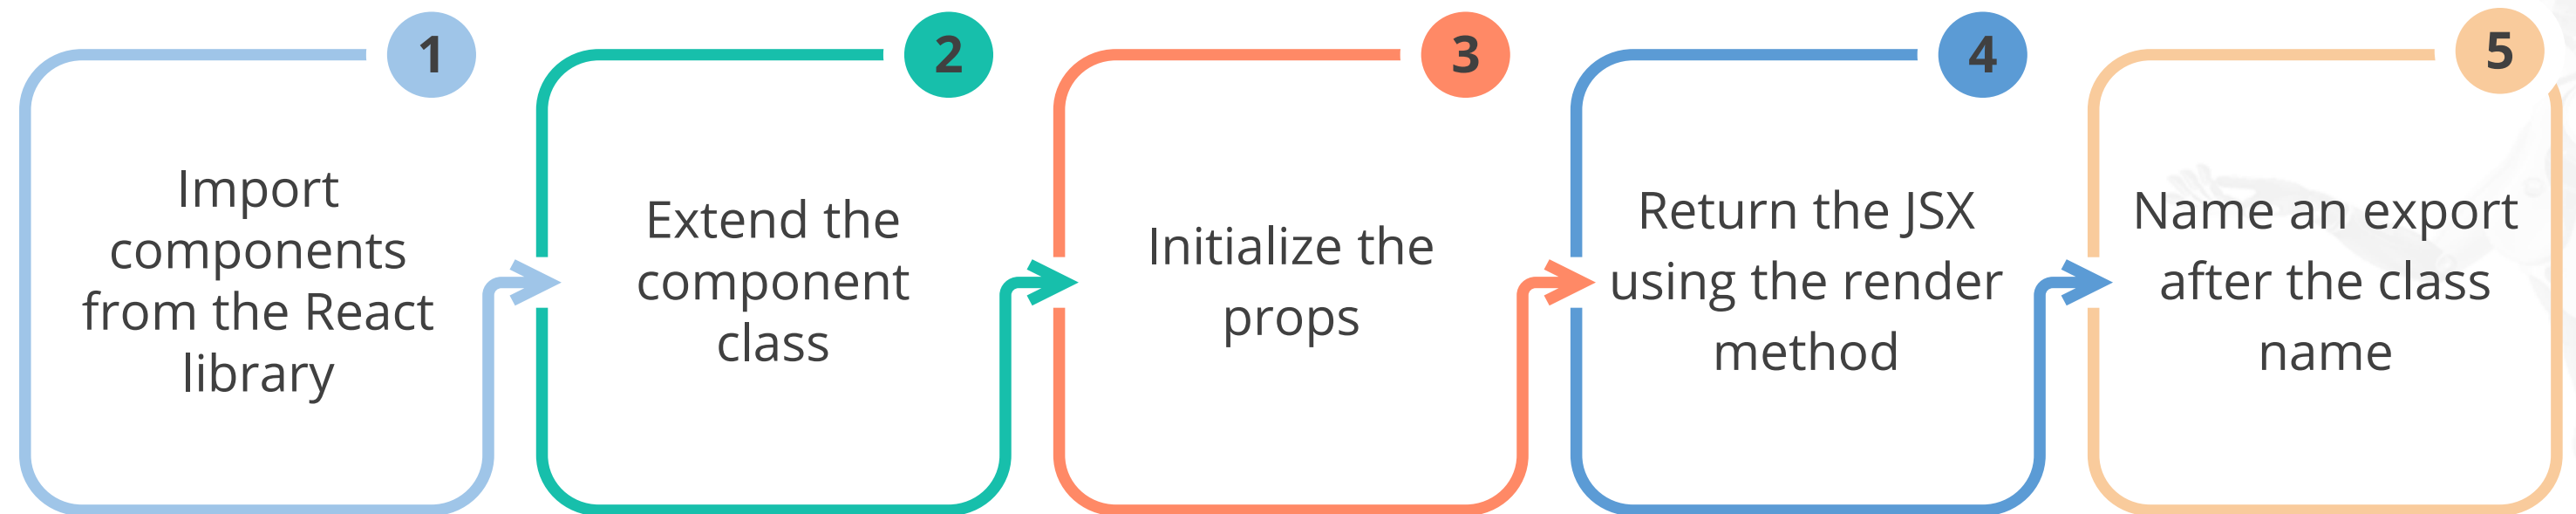 1
Import
components
from the React
library
2
Extend the
component
class
3
Initialize the
props
4
Return the JSX
using the render
method
5
Name an export
after the class
name